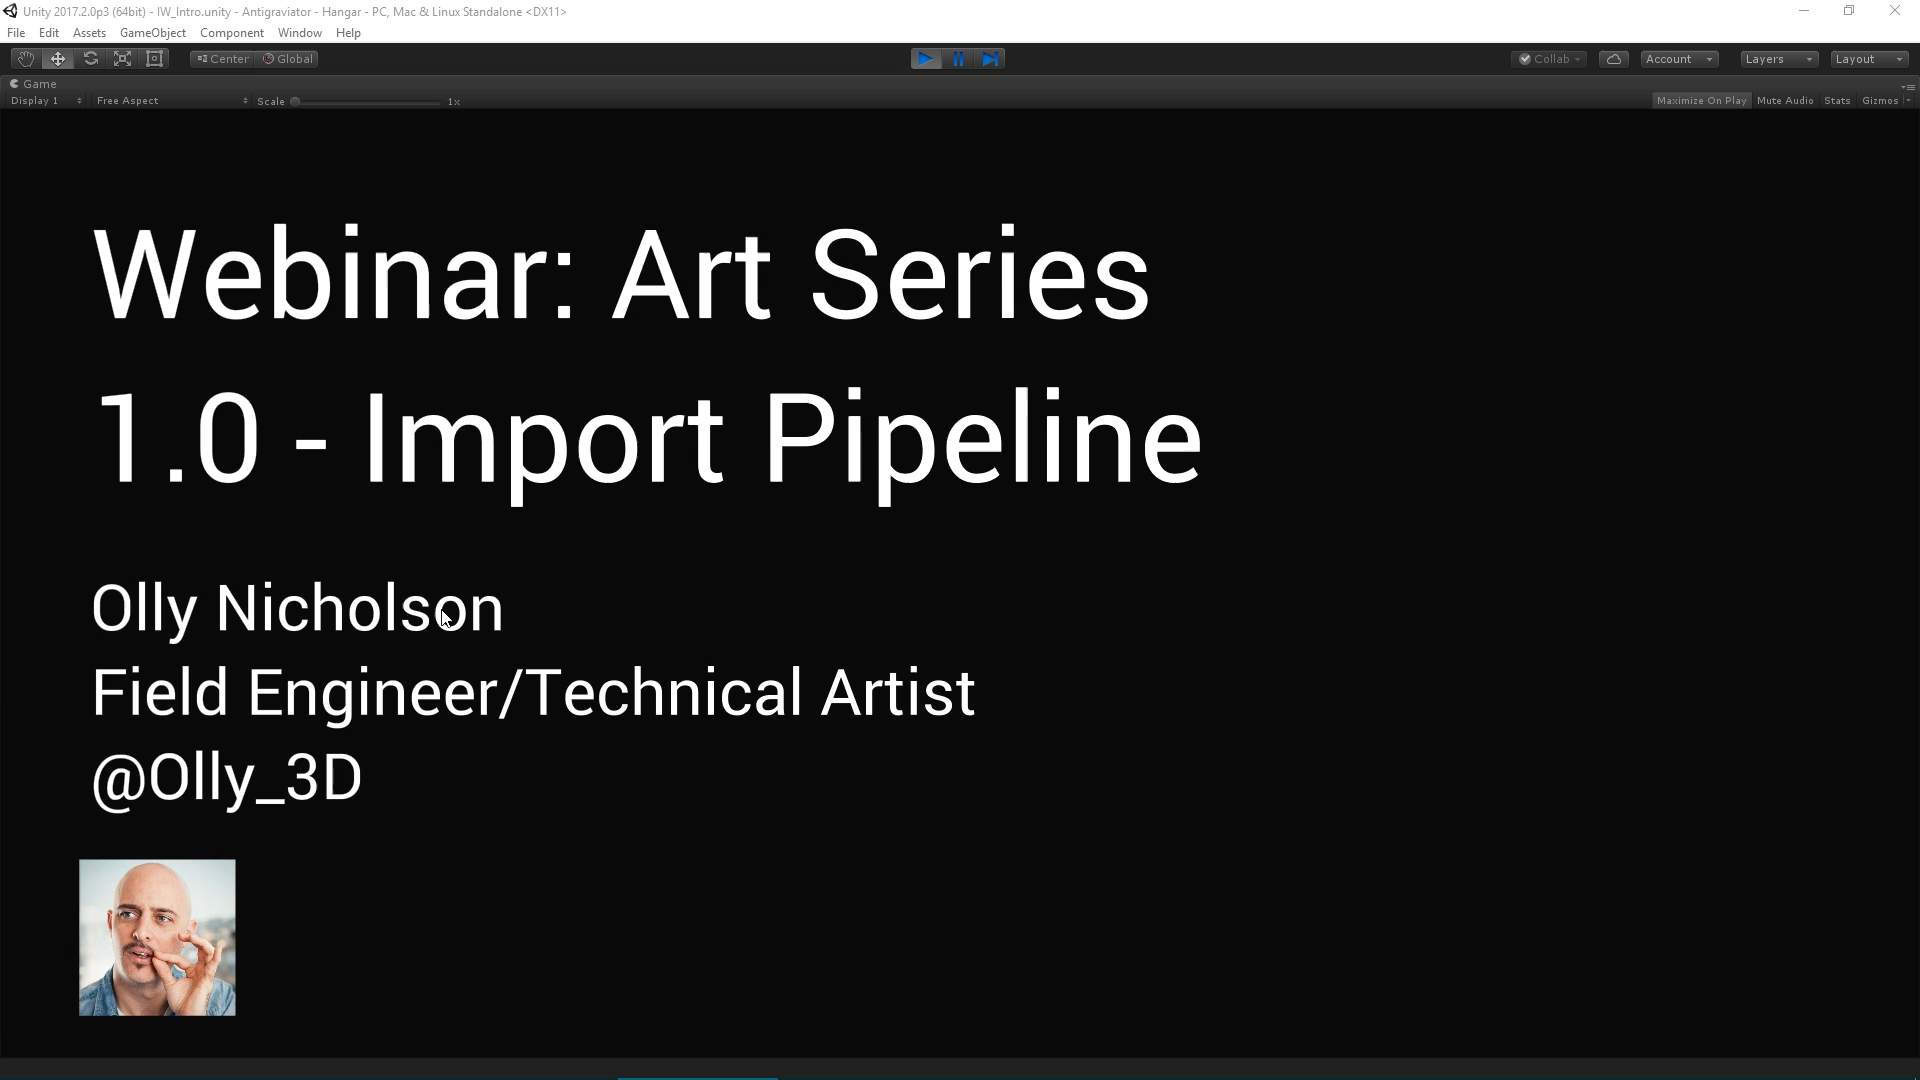 Unity 2017.2.0p3 (64bit) - IW_Intro.unity - Antigraviator - Hangar - PC, Mac & Linux Standalone <DX11>
File Edit Assets GameObject Component Window Help
Center Global Collab Account Layers Layout
Game
Display 1 Free Aspect Scale 1x Maximize On Play Mute Audio Stats Gizmos
Webinar: Art Series
1.0 - Import Pipeline
Olly Nicholson
Field Engineer/Technical Artist
@Olly_3D